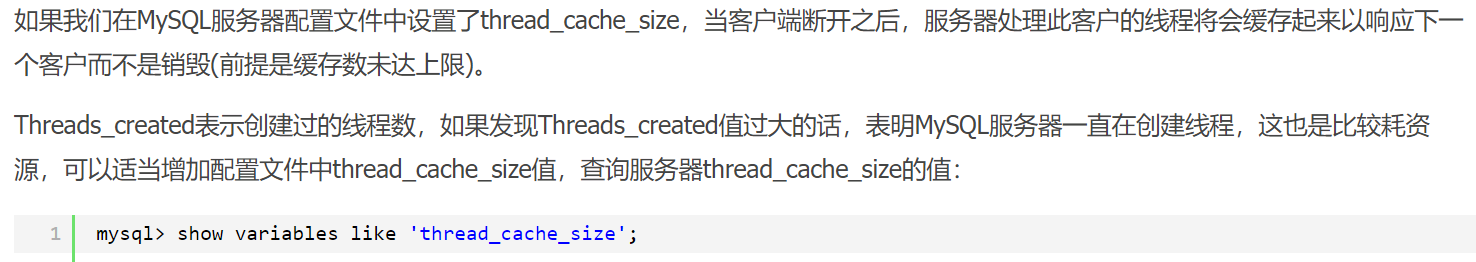 如果我们在MySQL服务器配置文件中设置了thread_cache_size，当客户端断开之后，服务器处理此客户的线程将会缓存起来以响应下一
个客户而不是销毁(前提是缓存数未达上限)。
Threads_created表示创建过的线程数，如果发现Threads_created值过大的话，表明MySQL服务器一直在创建线程，这也是比较耗资
源，可以适当增加配置文件中thread_cache_size值，查询服务器thread_cache_size的值：
1 mysql> show variables like 'thread_cache_size';